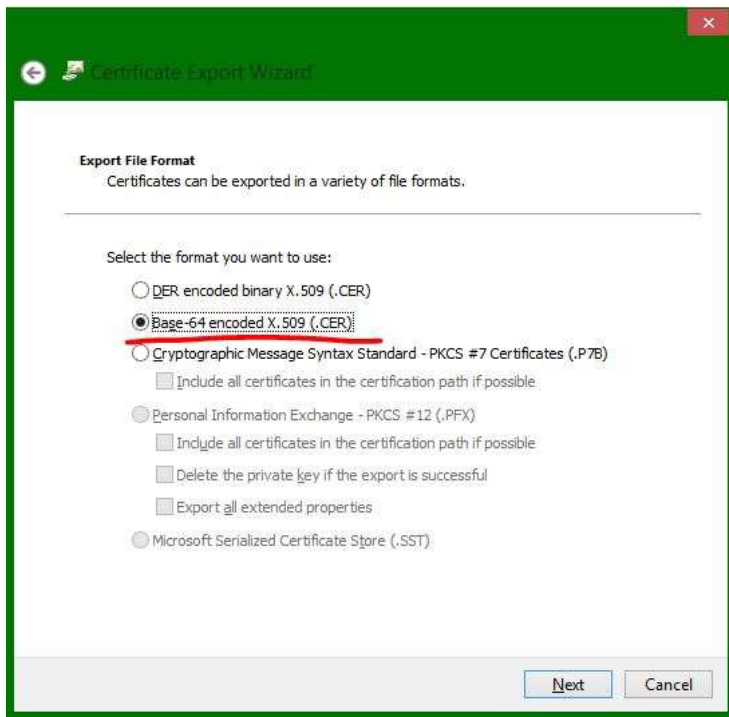 Certificate Export Wizard
Export File Format
Certificates can be exported in a variety of file formats.
Select the format you want to use:
DER encoded binary X.509 (.CER)
Base-64 encoded X.509 (.CER)
Cryptographic Message Syntax Standard - PKCS #7 Certificates (.P7B)
Include all certificates in the certification path if possible
Personal Information Exchange - PKCS #12 (.PFX)
Include all certificates in the certification path if possible
Delete the private key if the export is successful
Export all extended properties
Microsoft Serialized Certificate Store (.SST)
Next Cancel